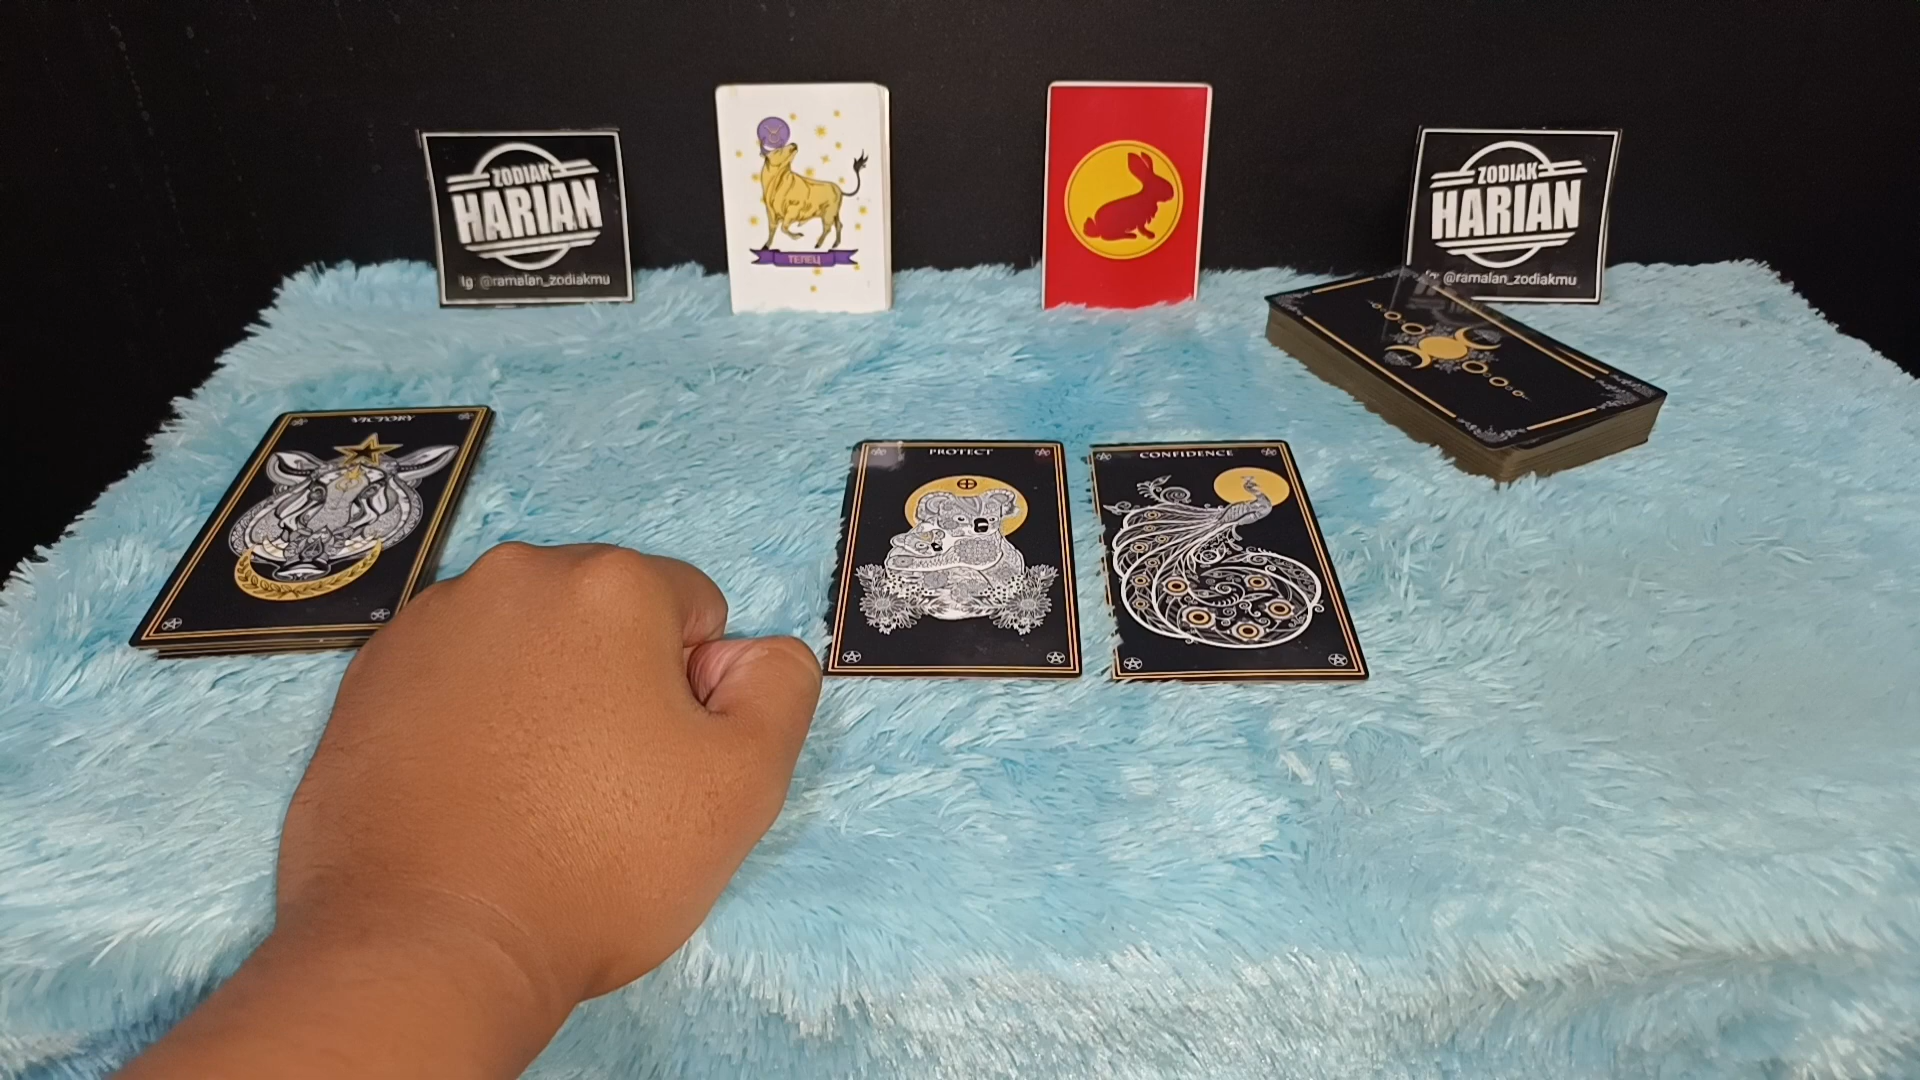 ZODIAK
HARIAN
Ig: @ramalan_zodiakmu
ТЕЛЕЦ
ZODIAK
HARIAN
Ig: @ramalan_zodiakmu
VICTORY
PROTECT
CONFIDENCE